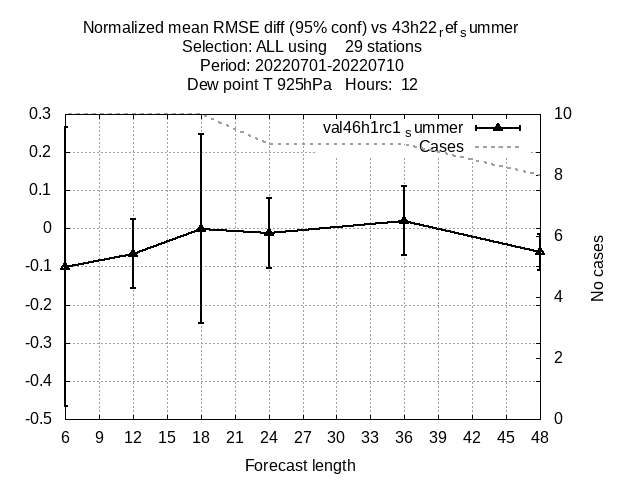 Normalized mean RMSE diff (95% conf) vs 43h22ᵣefₛummer
Selection: ALL using    29 stations
Period: 20220701-20220710
Dew point T 925hPa   Hours:  12
0.3
0.2
0.1
0
-0.1
-0.2
-0.3
-0.4
-0.5
val46h1rc1ₛummer
Cases
10
8
6
4
2
0
No cases
6 9 12 15 18 21 24 27 30 33 36 39 42 45 48
Forecast length